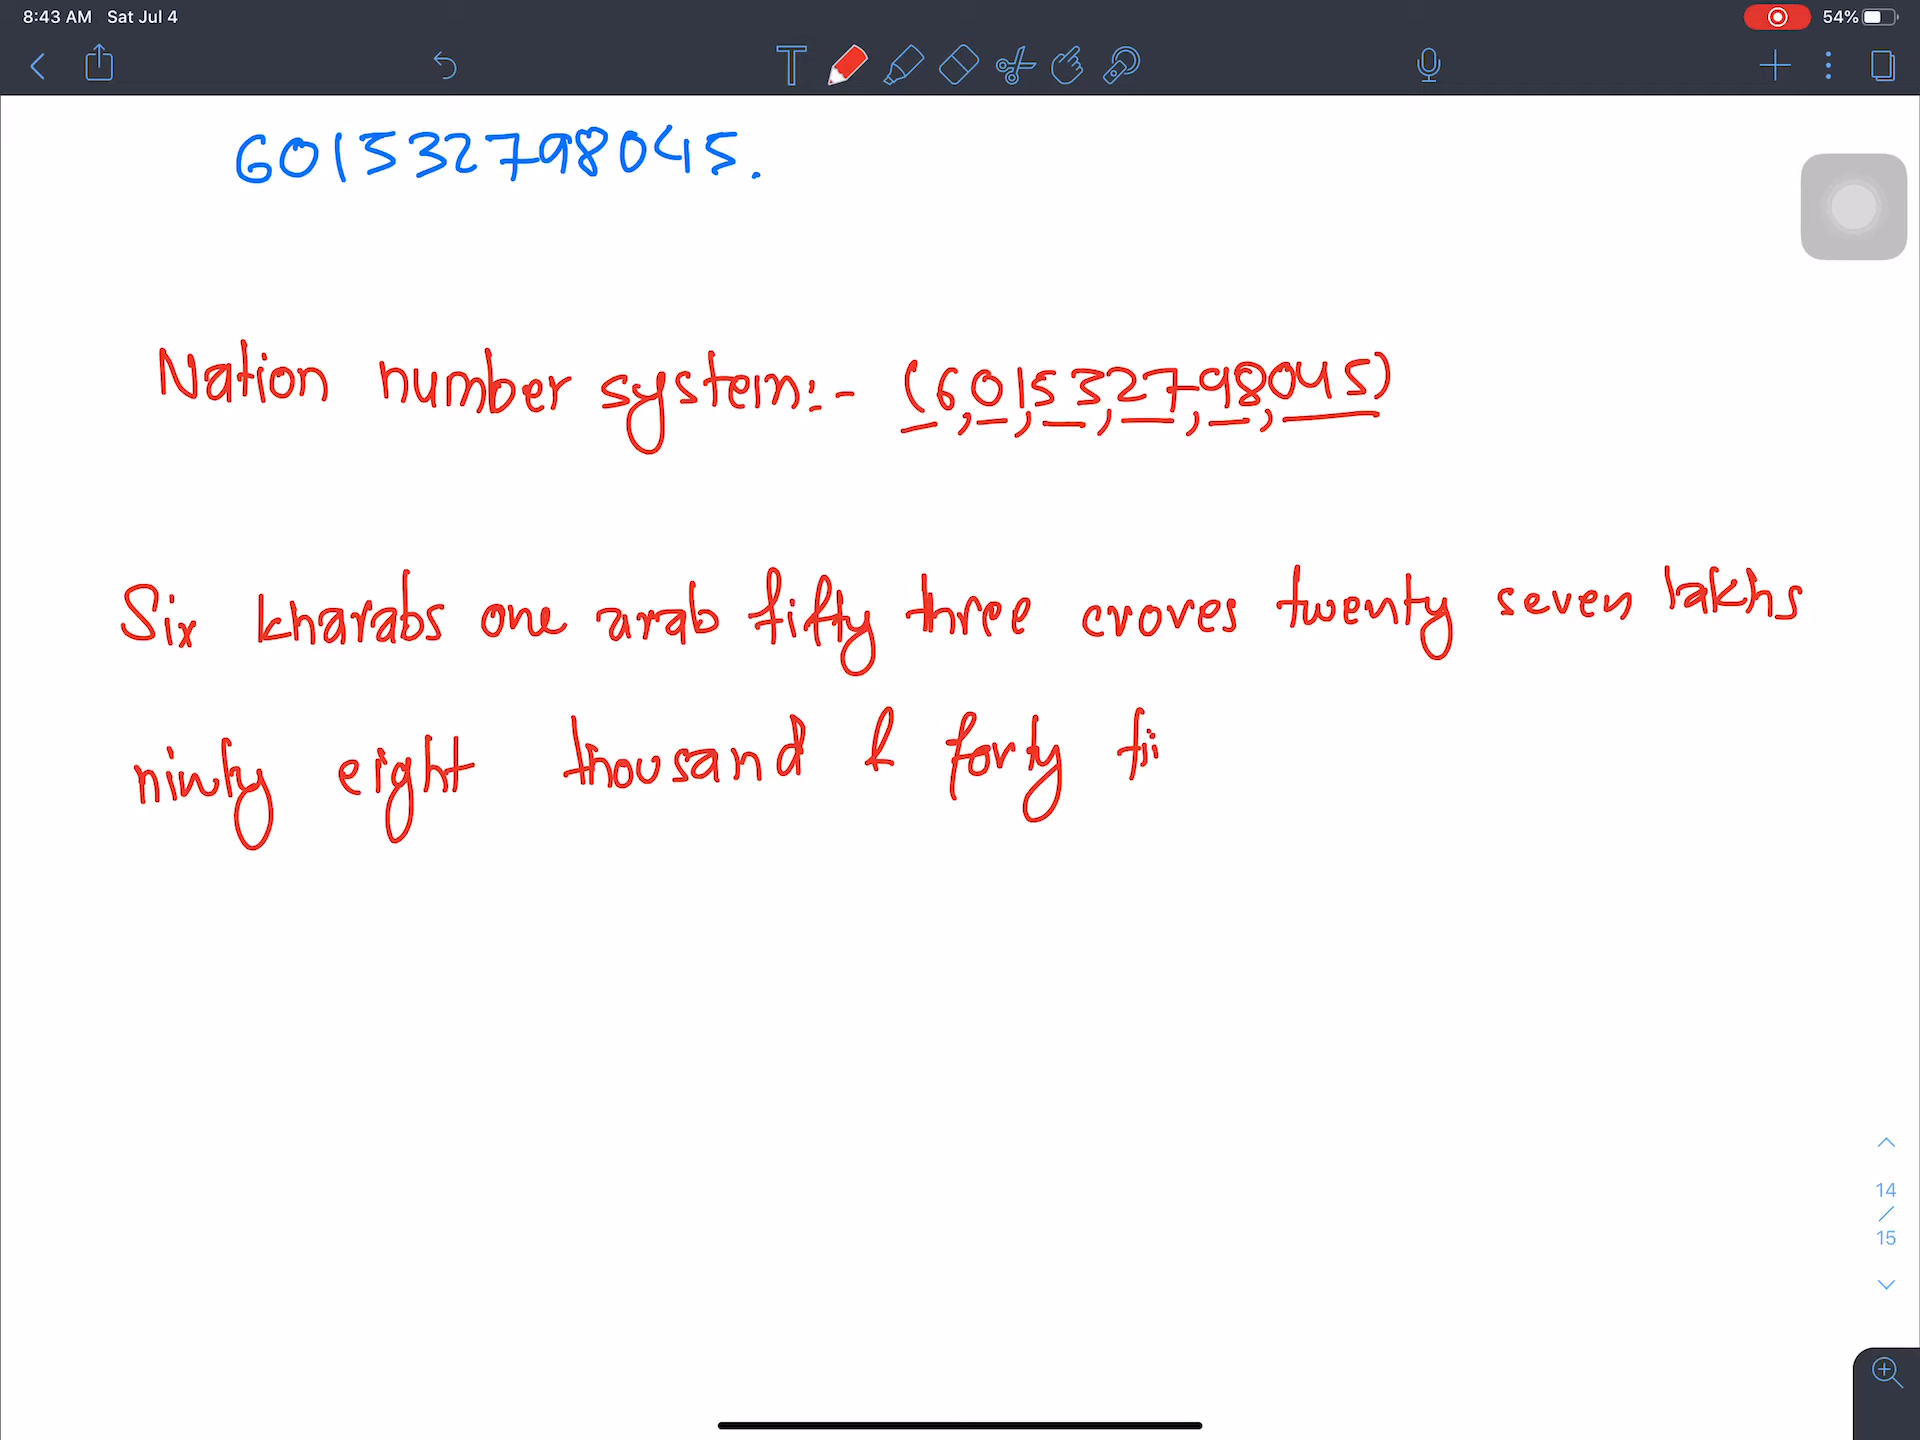 8:43 AM Sat Jul 4
54%
601532798045.
Nation number system:- (6,01,53,27,98,045)
Six kharabs one arab fifty three crores twenty seven lakhs
ninty eight thousand & forty fi
14
/
15